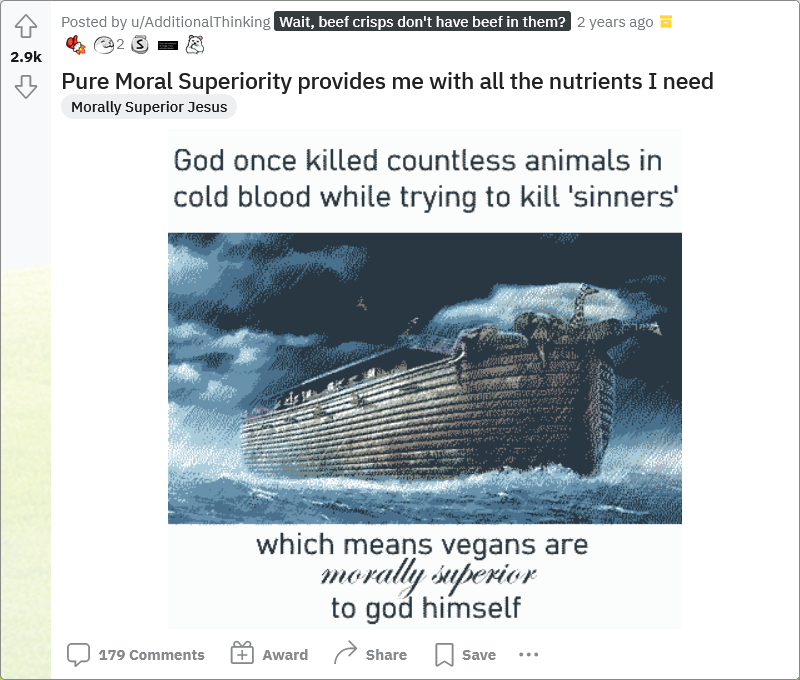 Posted by u/AdditionalThinking Wait, beef crisps don't have beef in them? 2 years ago
2
2.9k
Pure Moral Superiority provides me with all the nutrients I need
Morally Superior Jesus
God once killed countless animals in
cold blood while trying to kill 'sinners'
which means vegans are
morally superior
to god himself
179 Comments Award Share Save